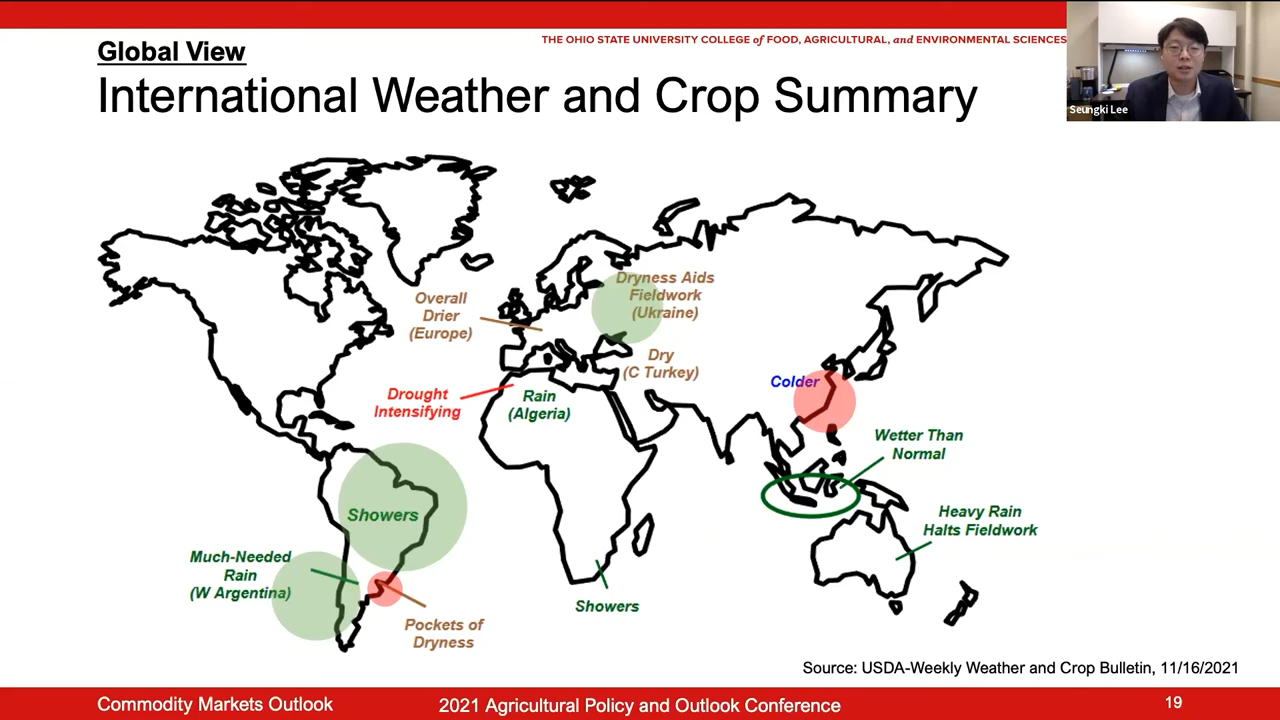 THE OHIO STATE UNIVERSITY COLLEGE of FOOD, AGRICULTURAL, and ENVIRONMENTAL SCIENCES
Global View
International Weather and Crop Summary
Seungki Lee
Dryness Aids
Fieldwork
(Ukraine)
Overall
Drier
(Europe)
Dry
(C Turkey)
Colder
Drought
Intensifying
Rain
(Algeria)
Wetter Than
Normal
Showers
Heavy Rain
Halts Fieldwork
Much-Needed
Rain
(W Argentina)
Showers
Pockets of
Dryness
Source: USDA-Weekly Weather and Crop Bulletin, 11/16/2021
Commodity Markets Outlook
2021 Agricultural Policy and Outlook Conference
19